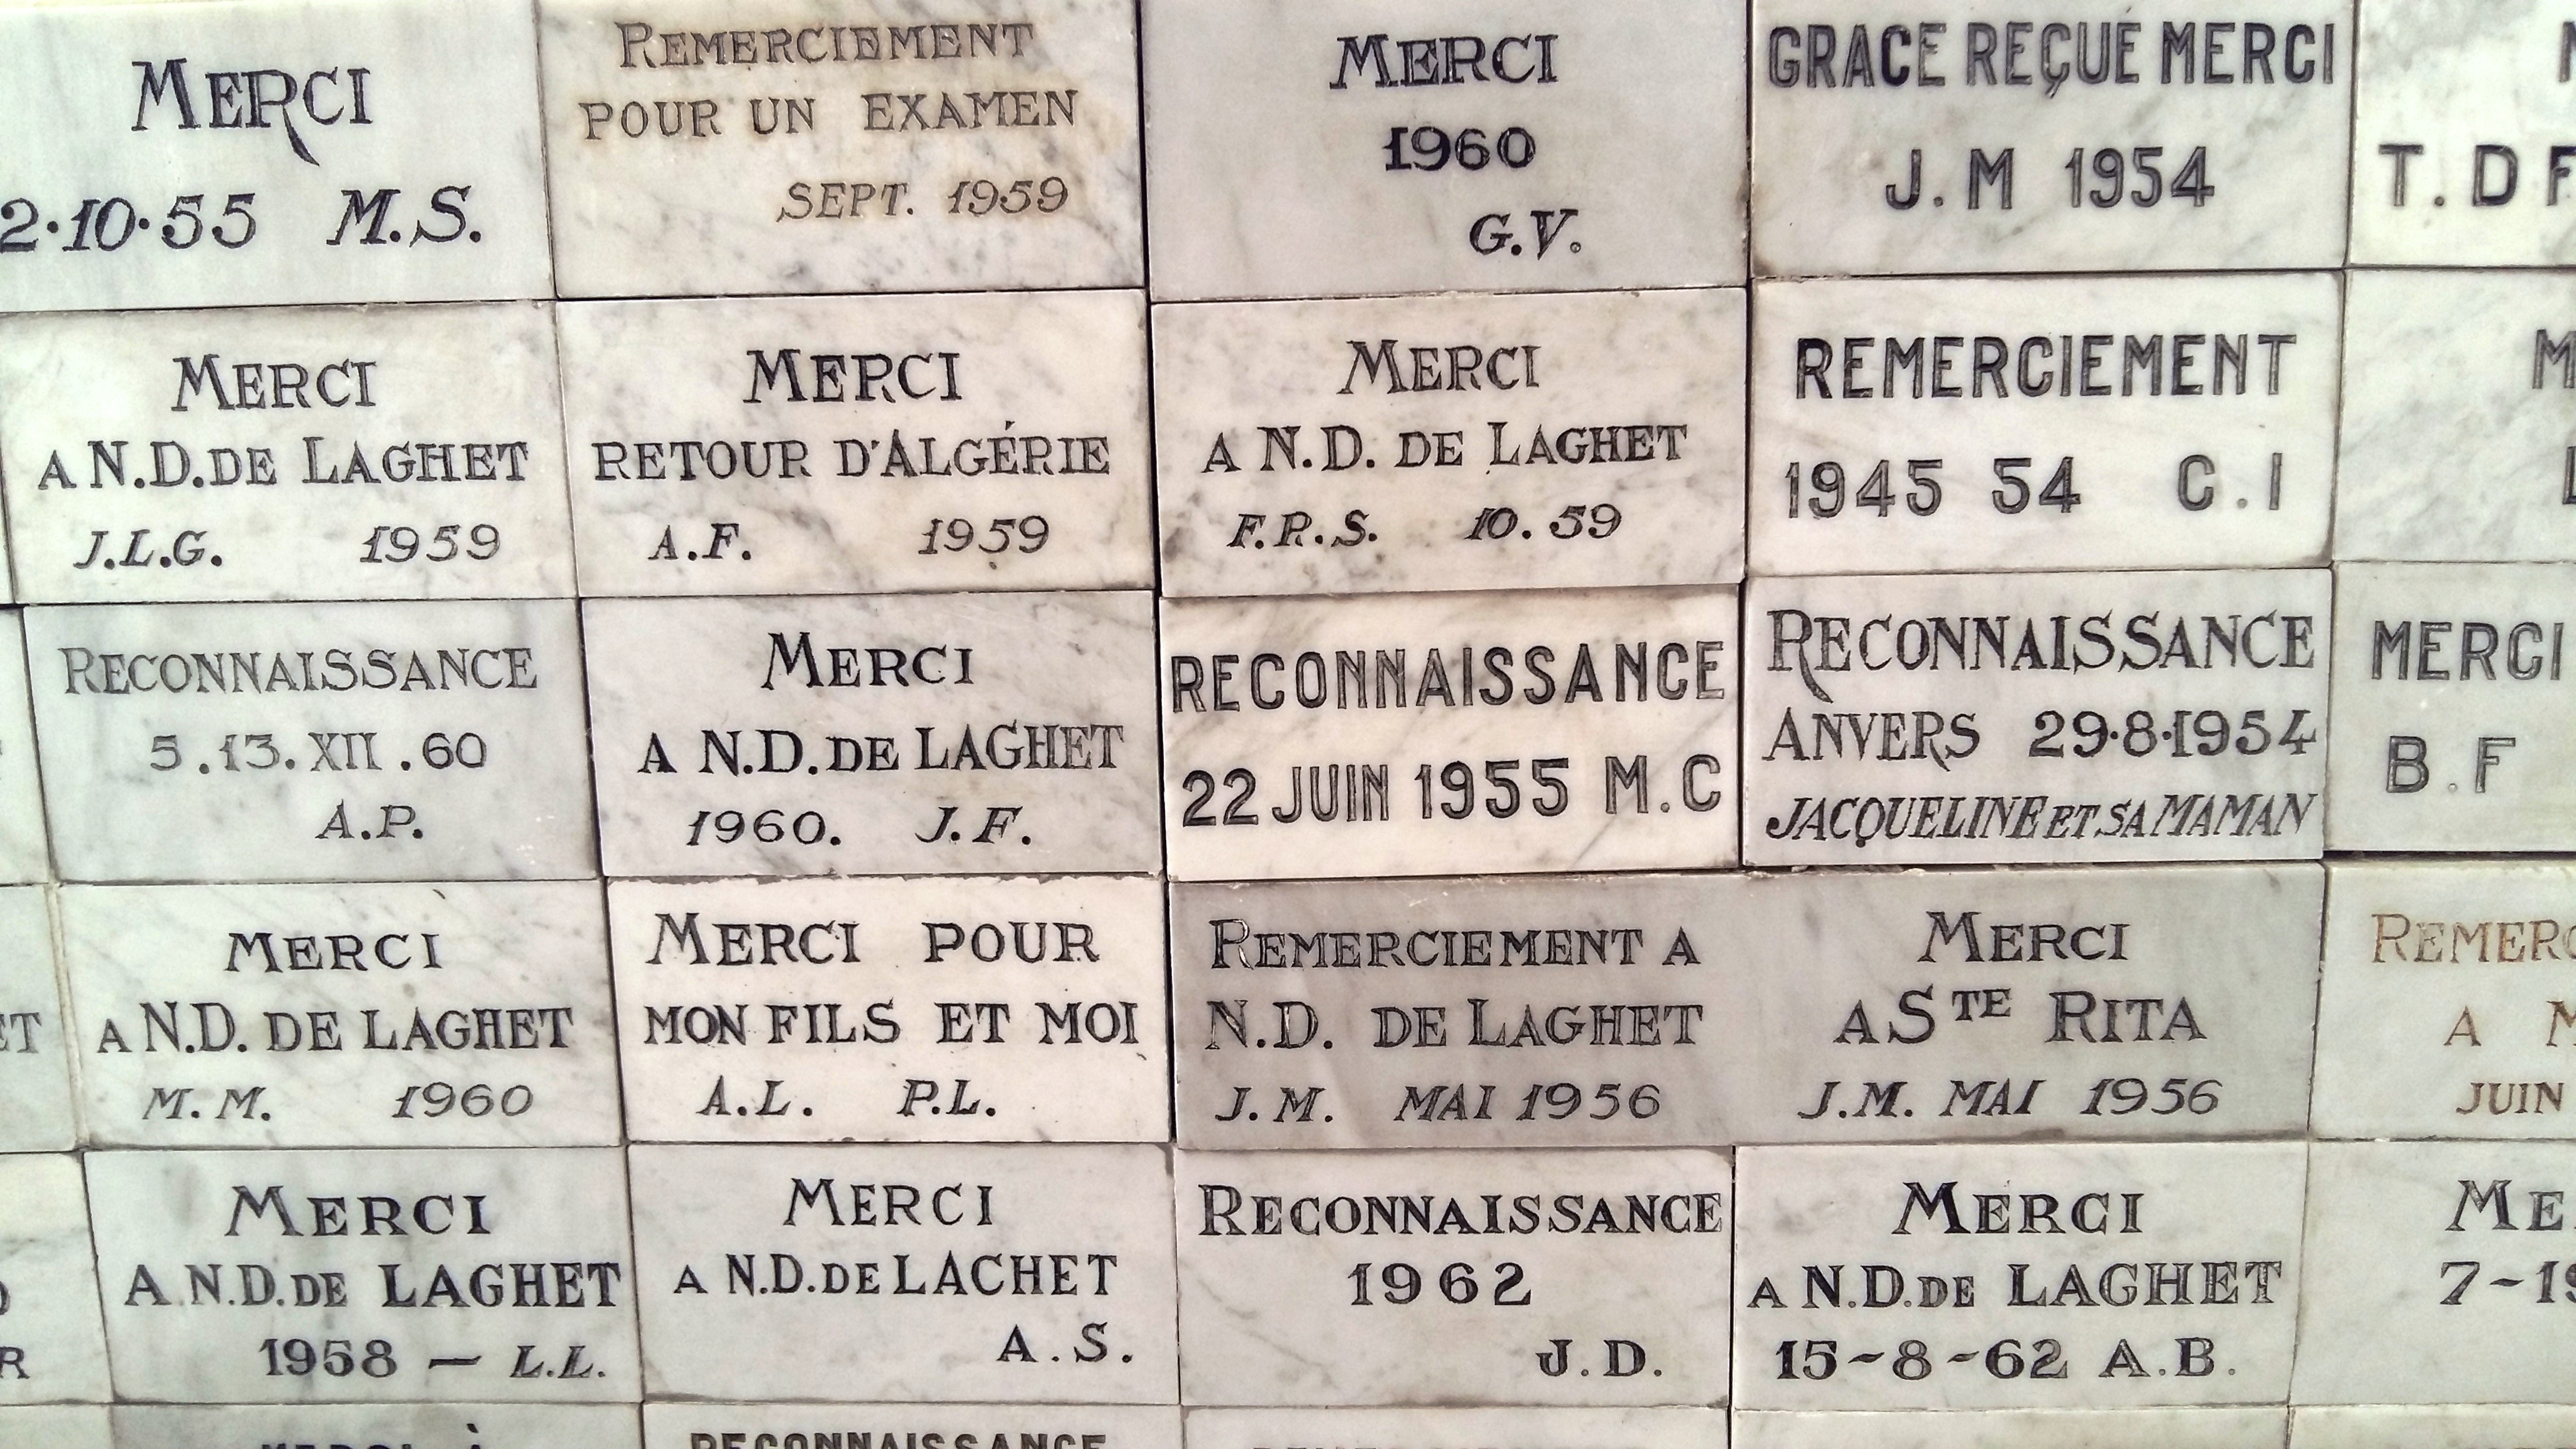 MERCI
2·10·55 M.S.
REMERCIEMENT
POUR UN EXAMEN
SEPT. 1959
MERCI
1960
G.V.
GRACE REÇUE MERCI
J.M 1954
T.D
MERCI
A N.D. DE LAGHET
J.L.G. 1959
MERCI
RETOUR D'ALGÉRIE
A.F. 1959
MERCI
A N.D. DE LAGHET
F.R.S. 10.59
REMERCIEMENT
1945 54 C.I
RECONNAISSANCE
5.13.XII.60
A.P.
MERCI
A N.D. DE LAGHET
1960. J.F.
RECONNAISSANCE
22 JUIN 1955 M.C
RECONNAISSANCE
ANVERS 29·8·1954
JACQUELINE ET SA MAMAN
MERCI
B.F
MERCI
A N.D. DE LAGHET
M.M. 1960
MERCI POUR
MON FILS ET MOI
A.L. P.L.
REMERCIEMENT A
N.D. DE LAGHET
J.M. MAI 1956
MERCI
A STE RITA
J.M. MAI 1956
REMERC
A M
JUIN
MERCI
A N.D. DE LAGHET
1958 — L.L.
MERCI
A N.D. DE LACHET
A.S.
RECONNAISSANCE
1962
J.D.
MERCI
A N.D. DE LAGHET
15-8-62 A.B.
ME
7-19
RECONNAISSANCE